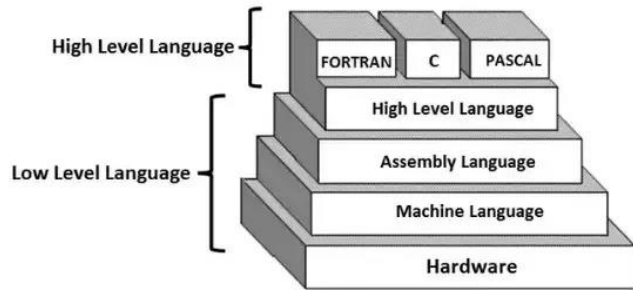 High Level Language
FORTRAN
C
PASCAL
High Level Language
Low Level Language
Assembly Language
Machine Language
Hardware